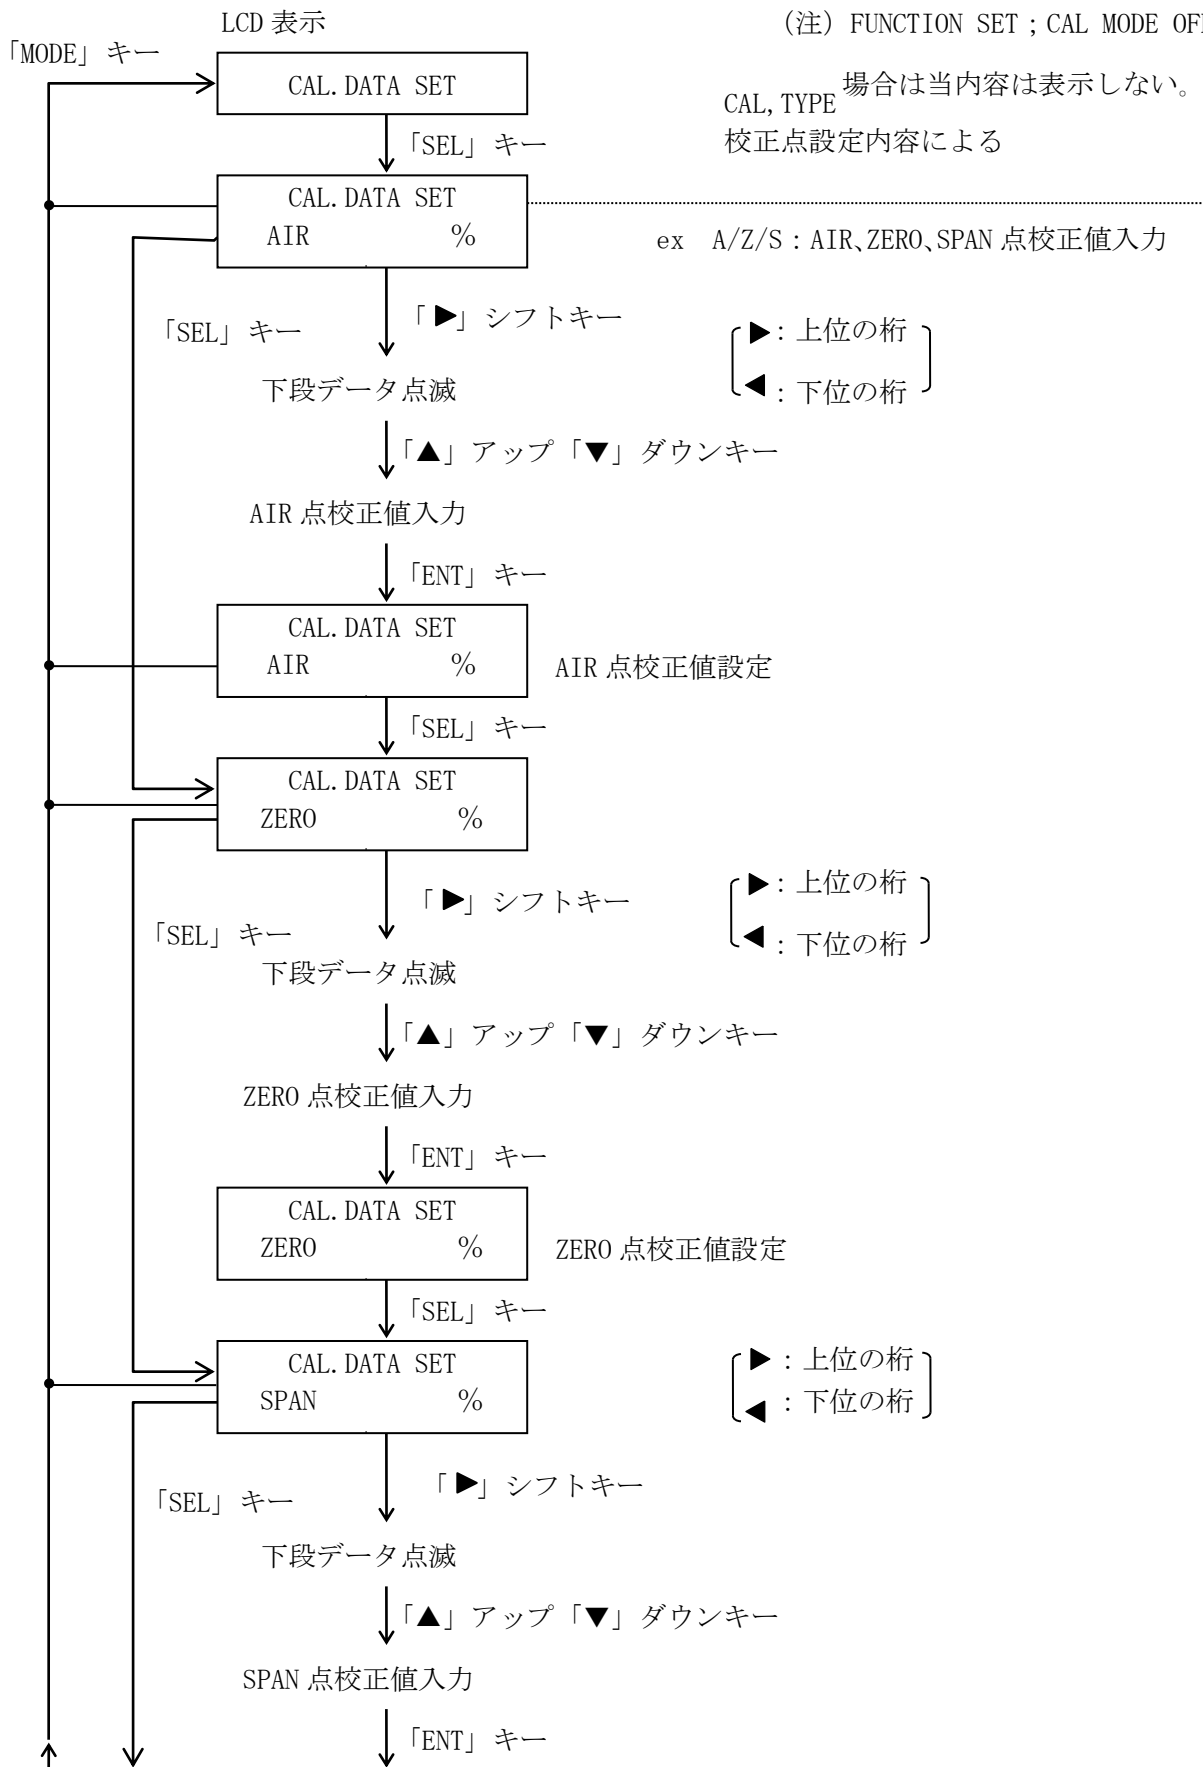 LCD 表示
(注) FUNCTION SET ; CAL MODE
「MODE」キー
CAL.DATA SET
場合は当内容は表示しない。
CAL,TYPE
校正点設定内容による
「SEL」キー
CAL.DATA SET
AIR %
ex A/Z/S : AIR、ZERO、SPAN 点校正値入力
「▶」シフトキー
「SEL」キー
▶ : 上位の桁
◀ : 下位の桁
下段データ点滅
「▲」アップ「▼」ダウンキー
AIR 点校正値入力
「ENT」キー
CAL.DATA SET
AIR %
AIR 点校正値設定
「SEL」キー
CAL.DATA SET
ZERO %
「▶」シフトキー
▶ : 上位の桁
「SEL」キー
◀ : 下位の桁
下段データ点滅
「▲」アップ「▼」ダウンキー
ZERO 点校正値入力
「ENT」キー
CAL.DATA SET
ZERO %
ZERO 点校正値設定
「SEL」キー
CAL.DATA SET
SPAN %
▶ : 上位の桁
◀ : 下位の桁
「▶」シフトキー
「SEL」キー
下段データ点滅
「▲」アップ「▼」ダウンキー
SPAN 点校正値入力
「ENT」キー